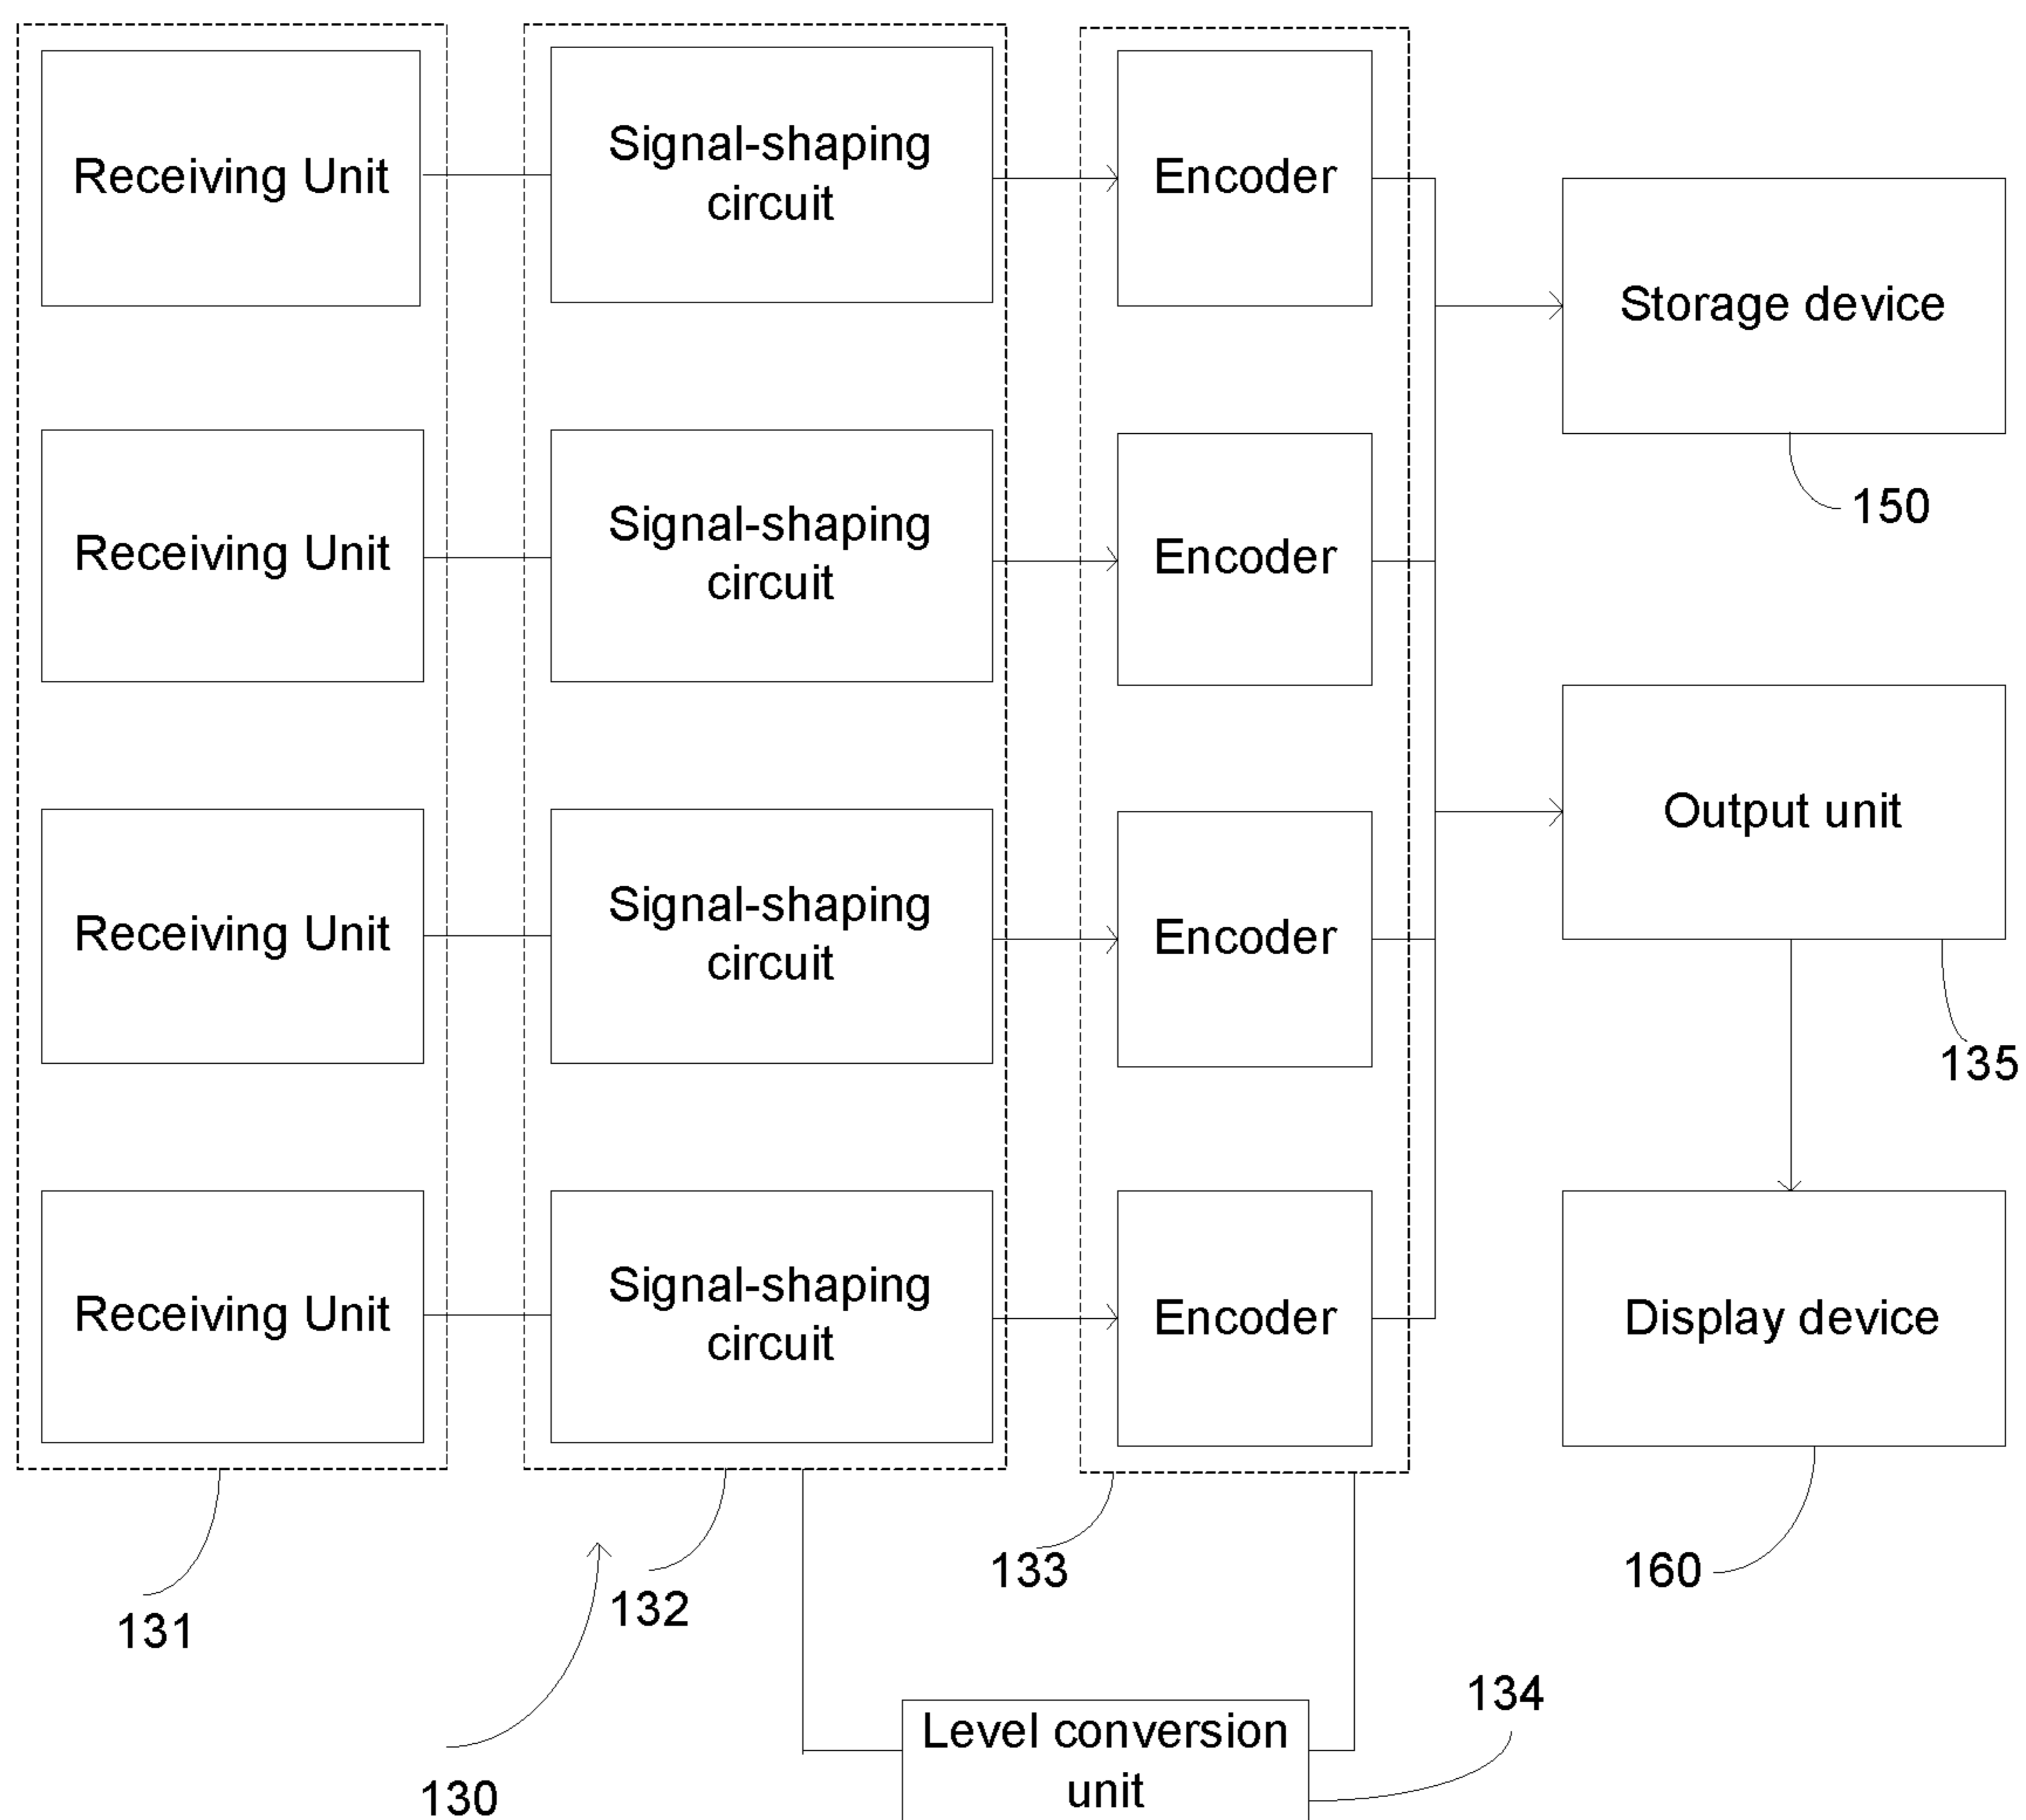 Receiving Unit
Signal-shaping
circuit
Encoder
Storage device
150
Receiving Unit
Signal-shaping
circuit
Encoder
Output unit
135
Receiving Unit
Signal-shaping
circuit
Encoder
Receiving Unit
Signal-shaping
circuit
Encoder
Display device
160
131
132
133
130
134
Level conversion
unit